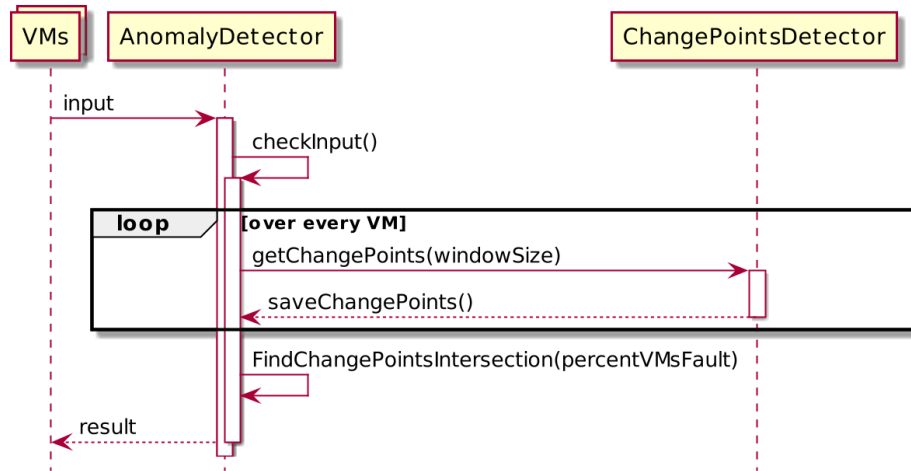 VMs
AnomalyDetector
ChangePointsDetector
input
checkInput()
loop
[over every VM]
getChangePoints(windowSize)
saveChangePoints()
FindChangePointsIntersection(percentVMsFault)
result